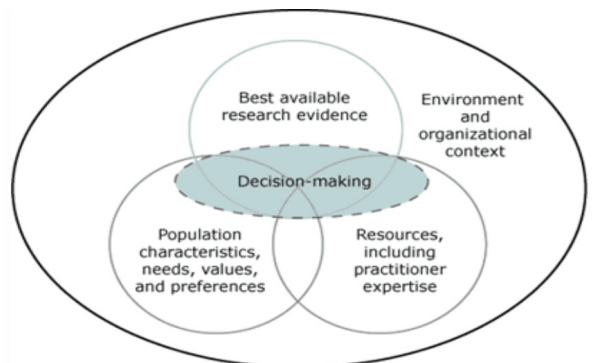 Best available
research evidence
Environment
and
organizational
context
Decision-making
Population
characteristics,
needs, values,
and preferences
Resources,
including
practitioner
expertise